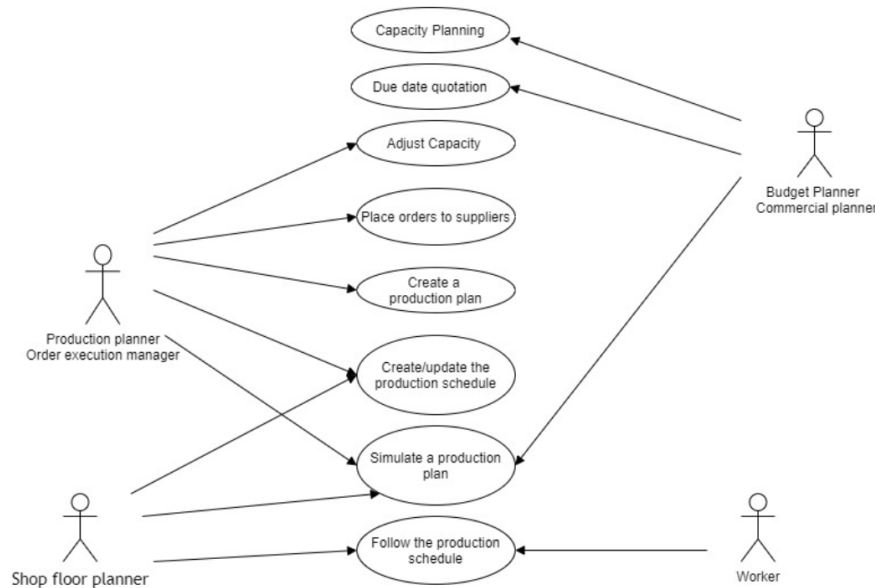 Capacity Planning
Due date quotation
Adjust Capacity
Budget Planner
Commercial planner
Place orders to suppliers
Create a
production plan
Production planner
Order execution manager
Create/update the
production schedule
Simulate a production
plan
Follow the production
schedule
Shop floor planner
Worker